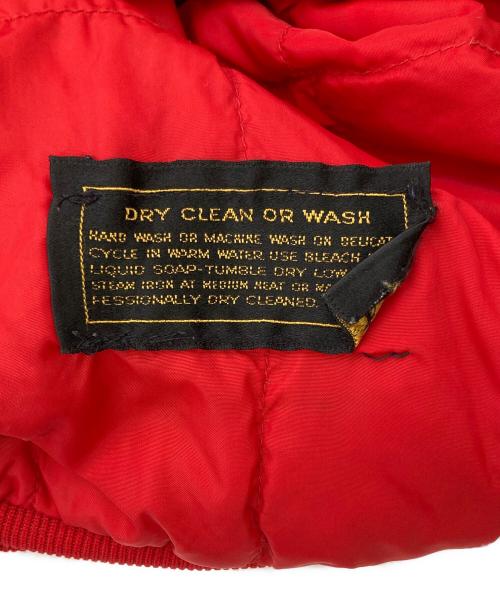 DRY CLEAN OR WASH
HAND WASH OR MACHINE WASH ON DELICAT
CYCLE IN WARM WATER, USE BLEACH
LIQUID SOAP-TUMBLE DRY LOW
STEAM IRON AT MEDIUM HEAT OR MA
FESSIONALLY DRY CLEANED.